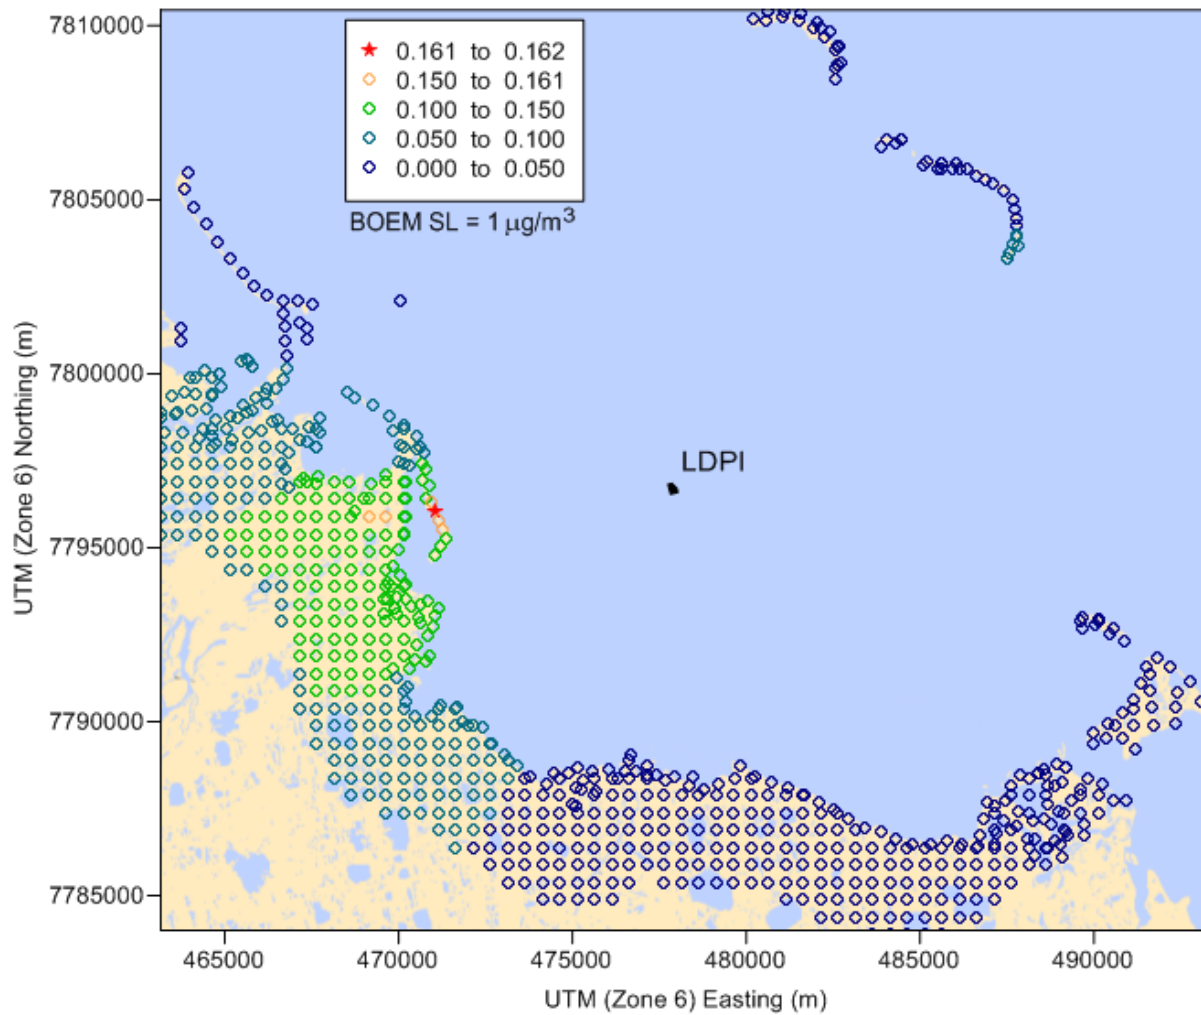 7810000
7805000
7800000
7795000
7790000
7785000
UTM (Zone 6) Northing (m)
0.161 to 0.162
0.150 to 0.161
0.100 to 0.150
0.050 to 0.100
0.000 to 0.050
BOEM SL = 1 μg/m³
LDPI
465000 470000 475000 480000 485000 490000
UTM (Zone 6) Easting (m)